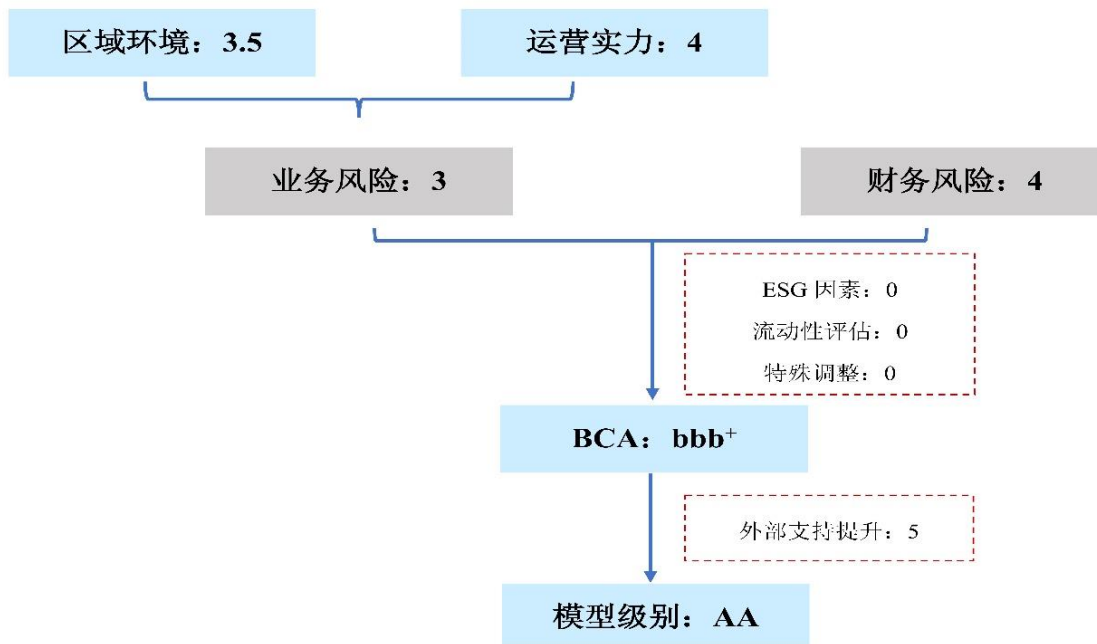 区域环境：3.5
运营实力：4
业务风险：3
财务风险：4
ESG 因素：0
流动性评估：0
特殊调整：0
BCA：bbb⁺
外部支持提升：5
模型级别：AA